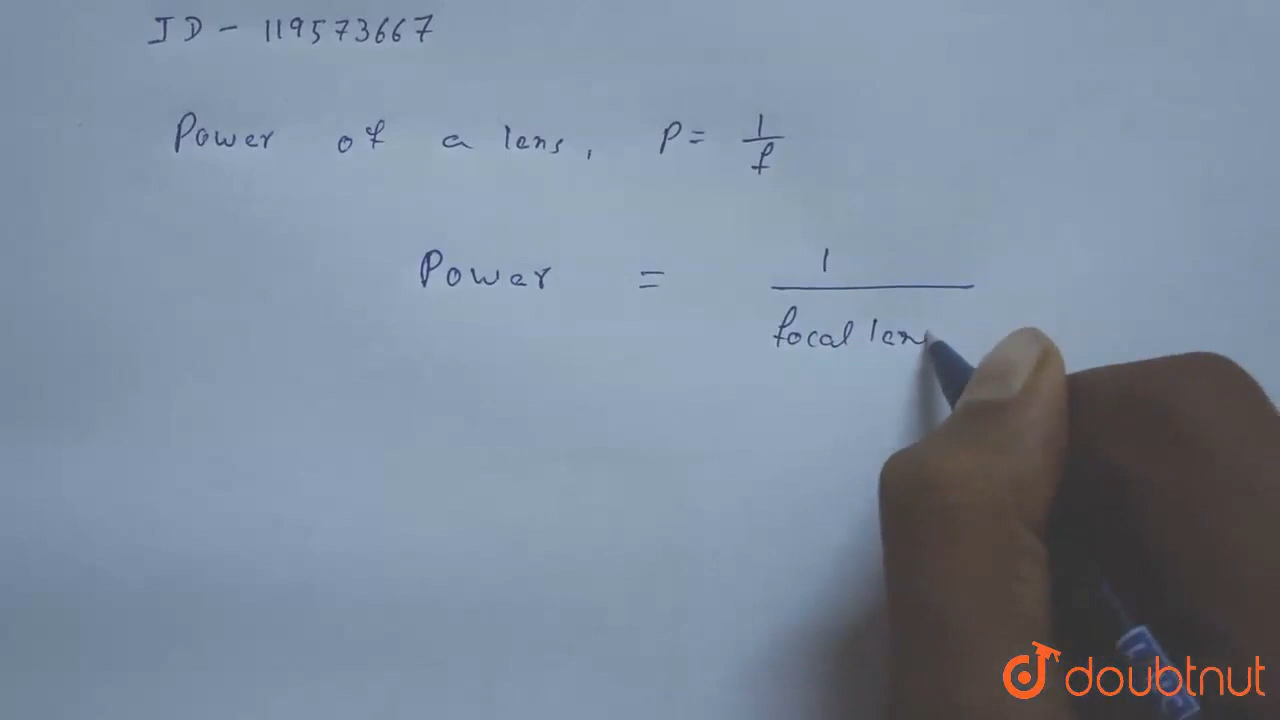 ID - 119573667
Power of a lens, P = 1/f
Power = 1/focal len
doubtnut